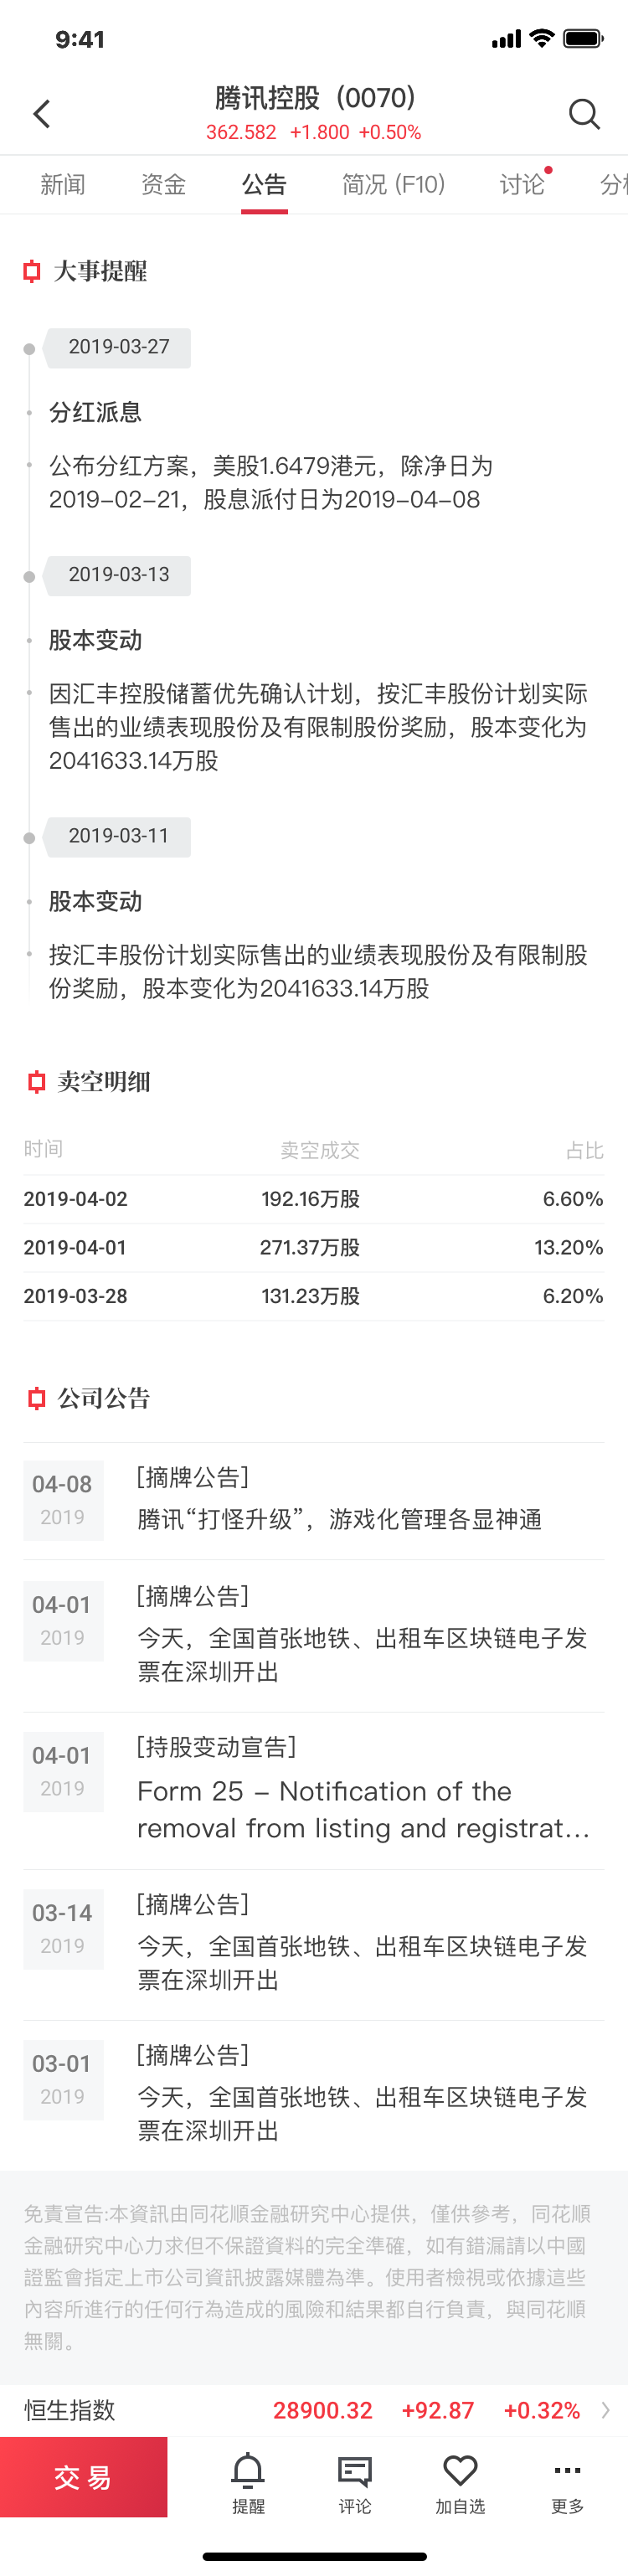 9:41
腾讯控股（0070）
362.582 +1.800 +0.50%
新闻 资金 公告 简况 (F10) 讨论 分
大事提醒
2019-03-27
分红派息
公布分红方案，美股1.6479港元，除净日为
2019-02-21，股息派付日为2019-04-08
2019-03-13
股本变动
因汇丰控股储蓄优先确认计划，按汇丰股份计划实际
售出的业绩表现股份及有限制股份奖励，股本变化为
2041633.14万股
2019-03-11
股本变动
按汇丰股份计划实际售出的业绩表现股份及有限制股
份奖励，股本变化为2041633.14万股
卖空明细
时间 卖空成交 占比
2019-04-02 192.16万股 6.60%
2019-04-01 271.37万股 13.20%
2019-03-28 131.23万股 6.20%
公司公告
04-08
2019
[摘牌公告]
腾讯“打怪升级”，游戏化管理各显神通
04-01
2019
[摘牌公告]
今天，全国首张地铁、出租车区块链电子发
票在深圳开出
04-01
2019
[持股变动宣告]
Form 25 – Notification of the
removal from listing and registrat...
03-14
2019
[摘牌公告]
今天，全国首张地铁、出租车区块链电子发
票在深圳开出
03-01
2019
[摘牌公告]
今天，全国首张地铁、出租车区块链电子发
票在深圳开出
免責宣告:本資訊由同花順金融研究中心提供，僅供參考，同花順
金融研究中心力求但不保證資料的完全準確，如有錯漏請以中國
證監會指定上市公司資訊披露媒體為準。使用者檢視或依據這些
內容所進行的任何行為造成的風險和結果都自行負責，與同花順
無關。
恒生指数 28900.32 +92.87 +0.32%
交易 提醒 评论 加自选 更多